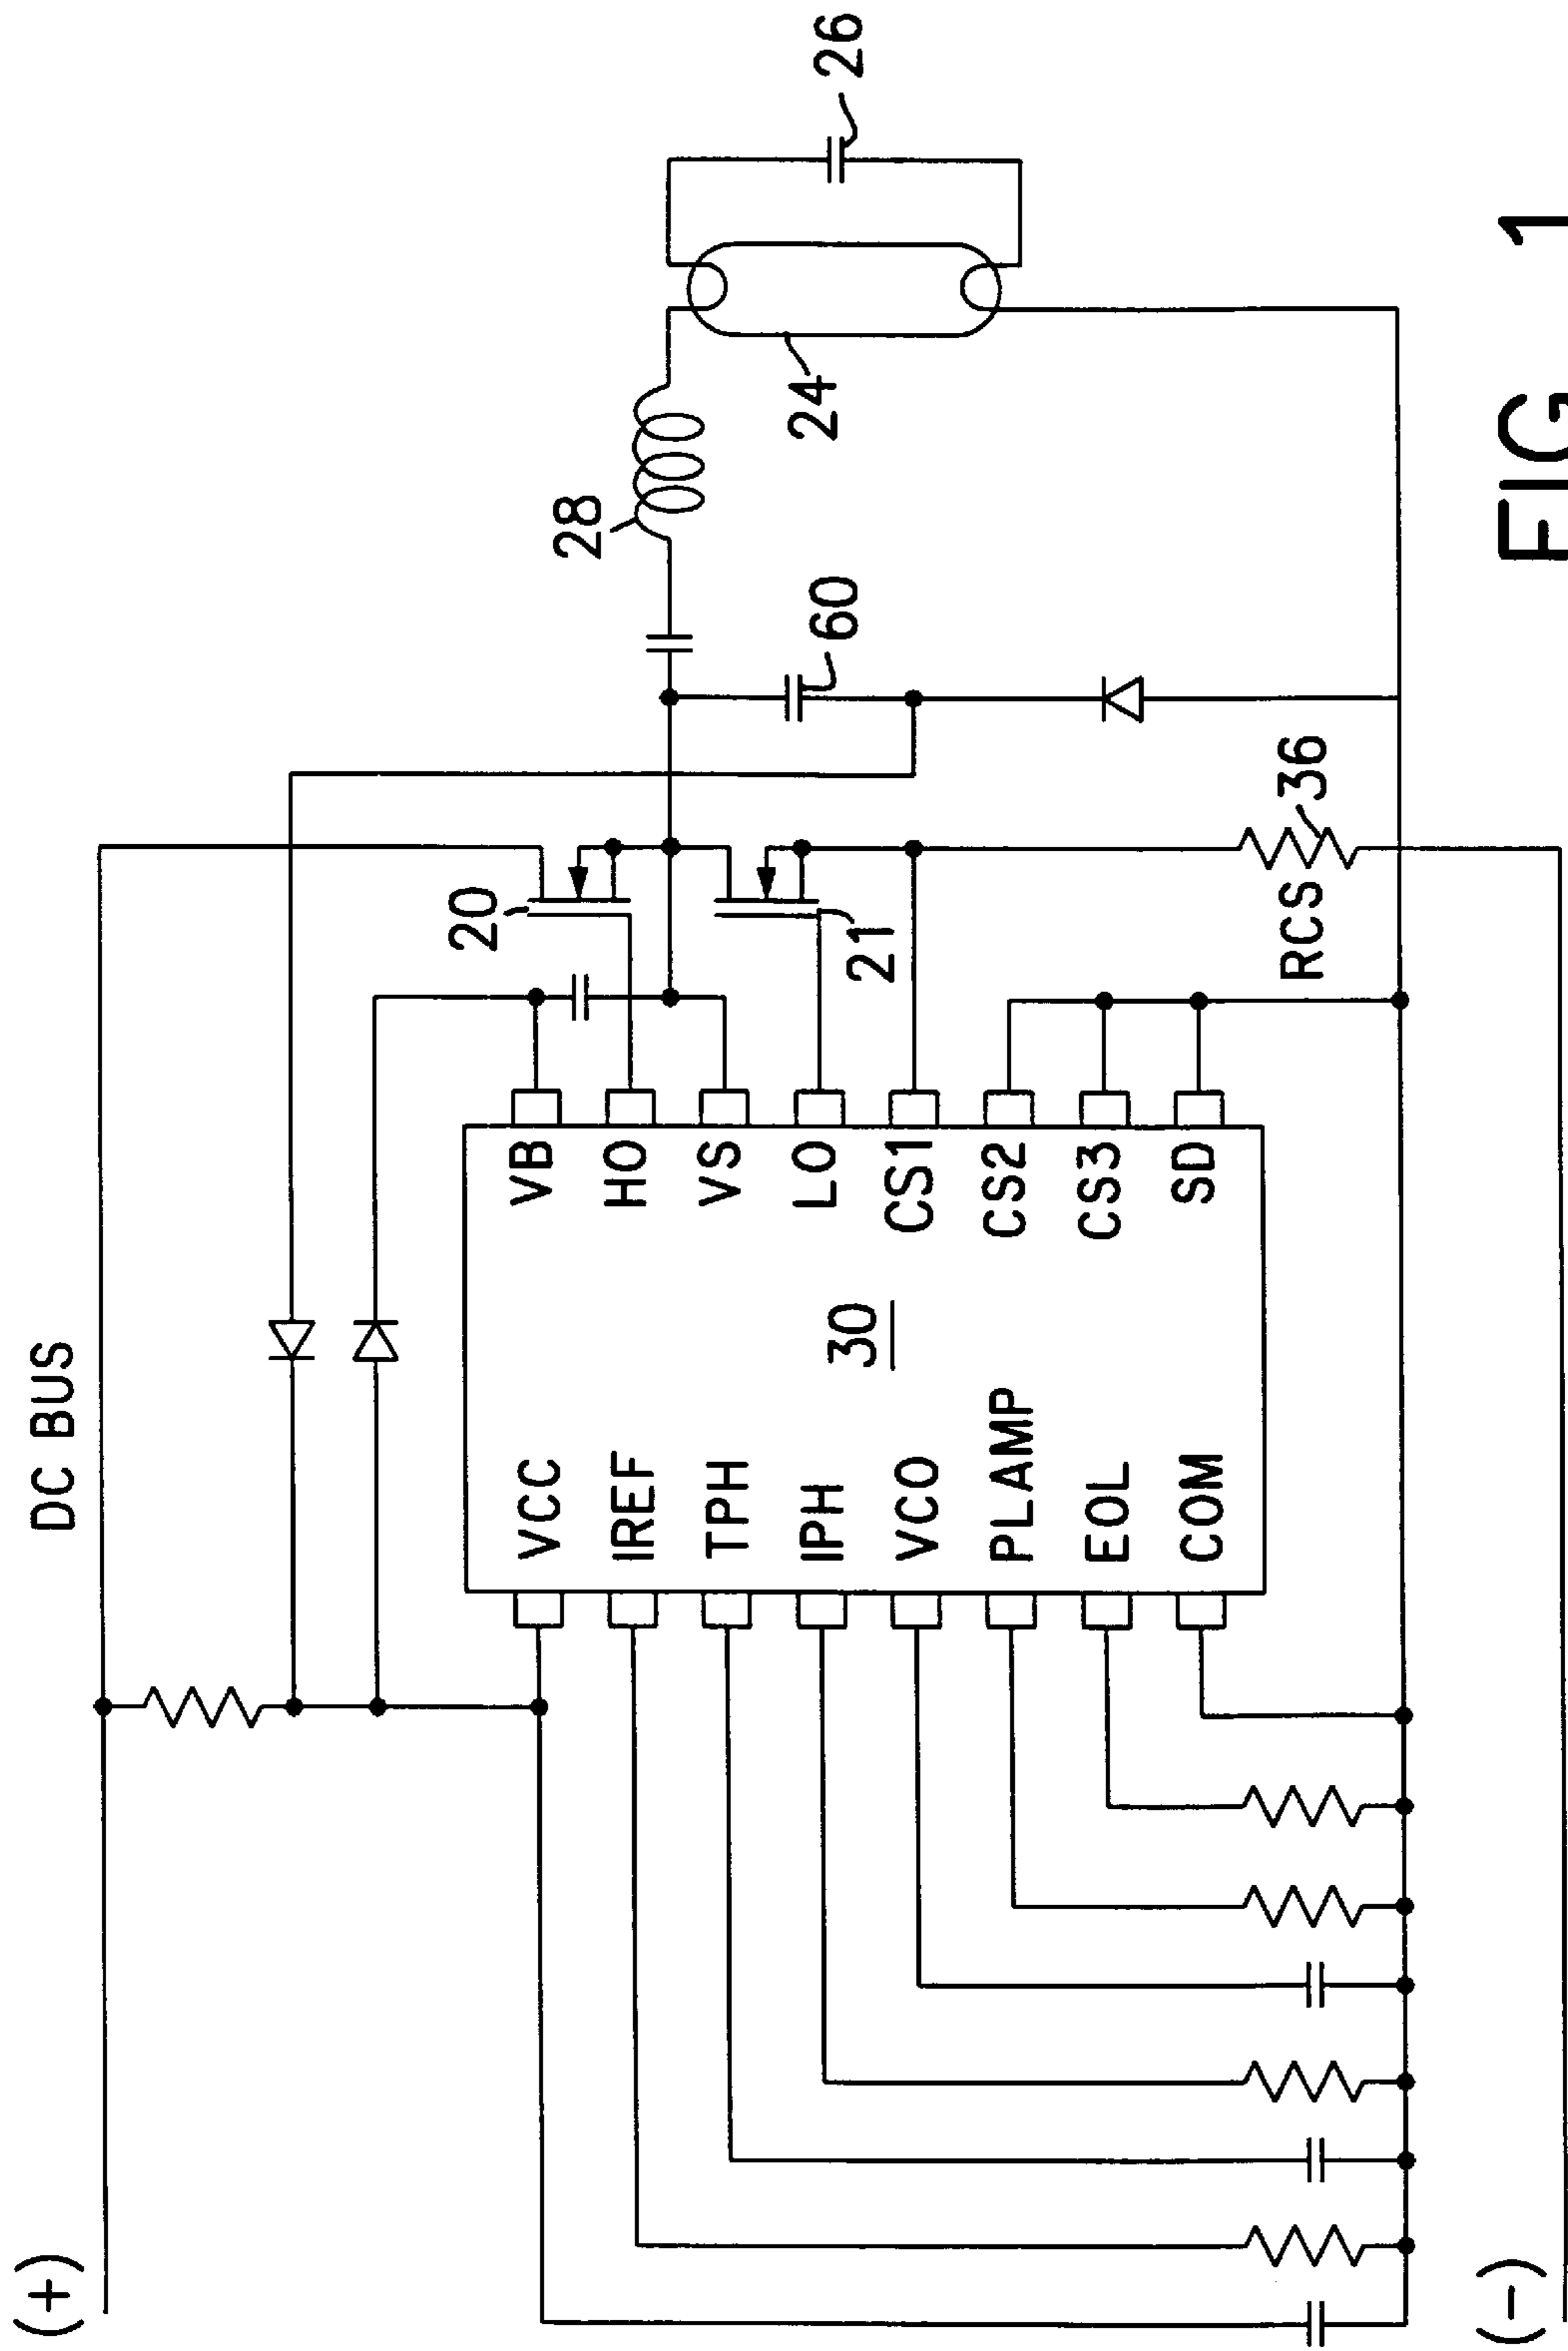 (+)
DC BUS
VCC
IREF
TPH
IPH
VCO
PLAMP
EOL
COM
30
VB
HO
VS
LO
CS1
CS2
CS3
SD
20
21
RCS
36
60
28
24
26
(-)
FIG 1